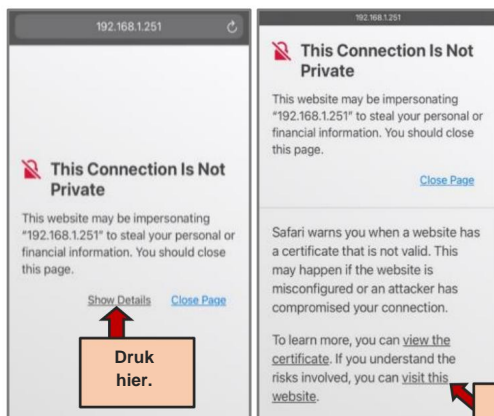 192.168.1.251
This Connection Is Not
Private
This website may be impersonating
"192.168.1.251" to steal your personal or
financial information. You should close
this page.
Show Details Close Page
Druk
hier.
192.168.1.251
This Connection Is Not
Private
This website may be impersonating
"192.168.1.251" to steal your personal or
financial information. You should close
this page.
Close Page
Safari warns you when a website has
a certificate that is not valid. This
may happen if the website is
misconfigured or an attacker has
compromised your connection.
To learn more, you can view the
certificate. If you understand the
risks involved, you can visit this
website.